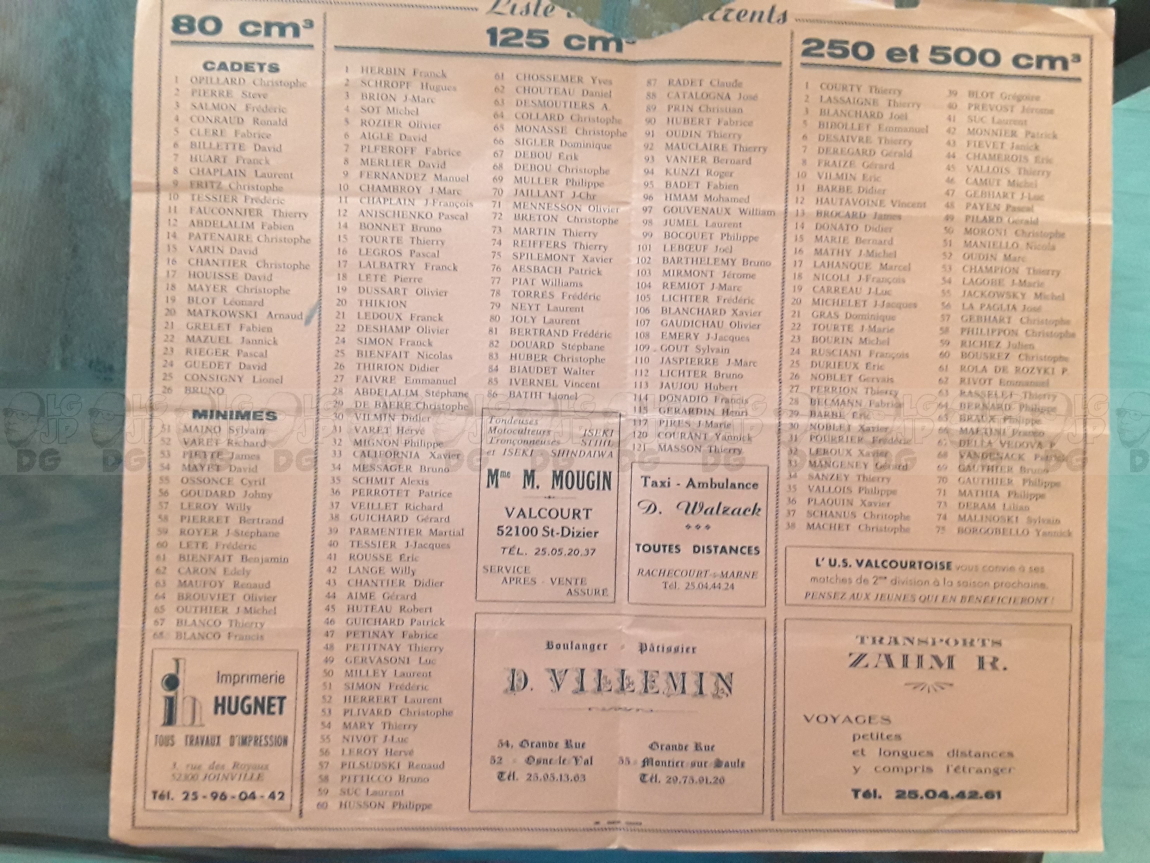 Liste
80 cm³
CADETS
1 OPILLARD Christophe
2 PIERRE Steve
3 SALMON Frédéric
4 CONRAUD Ronald
5 CLERE Fabrice
6 BILLETTE David
7 HUART Franck
8 CHAPLAIN Laurent
9 FRITZ Christophe
10 TESSIER Frédéric
11 FAUCONNIER Thierry
12 ABDELALIM Fabien
14 PATENAIRE Christophe
15 VARIN David
16 CHANTIER Christophe
17 HOUISSE David
18 MAYER Christophe
19 BLOT Léonard
20 MATKOWSKI Arnaud
21 GRELET Fabien
22 MAZUEL Jannick
23 RIEGER Pascal
24 GUEDET David
25 CONSIGNY Lionel
26 BRUNO
MINIMES
51 MAINO Sylvain
52 VARET Richard
53 PIETTE James
54 MAYET David
55 OSSONCE Cyril
56 GOUDARD Johny
57 LEROY Willy
58 PIERRET Bertrand
59 ROYER J-Stephane
60 LETE Fréderic
61 BIENFAIT Benjamin
62 CARON Edely
63 MAUFOY Renaud
64 BROUVIET Olivier
65 OUTHIER J-Michel
67 BLANCO Thierry
68 BLANCO Francis
Imprimerie
HUGNET
TOUS TRAVAUX D'IMPRESSION
3, rue des Royaux
52300 JOINVILLE
Tél. 25-96-04-42
125 cm³
1 HERBIN Franck
2 SCHROPF Hugues
3 BRION J-Marc
4 SOT Michel
5 ROZIER Olivier
6 AIGLE David
7 PLFEROFF Fabrice
8 MERLIER David
9 FERNANDEZ Manuel
10 CHAMBROY J-Marc
11 CHAPLAIN J-François
12 ANISCHENKO Pascal
14 BONNET Bruno
15 TOURTE Thierry
16 LEGROS Pascal
17 LALBATRY Franck
18 LETE Pierre
19 DUSSART Olivier
20 THIKION
21 LEDOUX Franck
22 DESHAMP Olivier
24 SIMON Franck
25 BIENFAIT Nicolas
26 THIRION Didier
27 FAIVRE Emmanuel
28 ABDELALIM Stéphane
29 DE BAERE Christophe
30 VILMIN Didier
31 VARET Hervé
32 MIGNON Philippe
33 CALIFORNIA Xavier
34 MESSAGER Bruno
35 SCHMIT Alexis
36 PERROTET Patrice
37 VEILLET Richard
38 GUICHARD Gérard
39 PARMENTIER Martial
40 TESSIER J-Jacques
41 ROUSSE Éric
42 LANGE Willy
43 CHANTIER Didier
44 AIME Gérard
45 HUTEAU Robert
46 GUICHARD Patrick
47 PETINAY Fabrice
48 PETITNAY Thierry
49 GERVASONI Luc
50 MILLEY Laurent
51 SIMON Frédéric
52 HERRERT Laurent
53 PLIVARD Christophe
54 MARY Thierry
55 NIVOT J-Luc
56 LEROY Hervé
57 PILSUDSKI Renaud
58 PITTICCO Bruno
59 SUC Laurent
60 HUSSON Philippe
61 CHOSSEMER Yves
62 CHOUTEAU Daniel
63 DESMOUTIERS A.
64 COLLARD Christophe
65 MONASSE Christophe
66 SIGLER Dominique
67 DEBOU Erik
68 DEBOU Christophe
69 MULLER Philippe
70 JAILLANT J-Chr
71 MENNESSON Olivier
72 BRETON Christophe
73 MARTIN Thierry
74 REIFFERS Thierry
75 SPILEMONT Xavier
76 AESBACH Patrick
77 PIAT Williams
78 TORRÈS Frédéric
79 NEYT Laurent
80 JOLY Laurent
81 BERTRAND Frédéric
82 DOUARD Stéphane
83 HUBER Christophe
84 BIAUDET Walter
85 IVERNEL Vincent
86 BATIH Lionel
87 RADET Claude
88 CATALOGNA José
89 PRIN Christian
90 HUBERT Fabrice
91 OUDIN Thierry
92 MAUCLAIRE Thierry
93 VANIER Bernard
94 KUNZI Roger
95 BADET Fabien
96 HMAM Mohamed
97 GOUVENAUX William
98 JUMEL Laurent
99 BOCQUET Philippe
101 LEBŒUF Joël
102 BARTHELEMY Bruno
103 MIRMONT Jérome
104 REMIOT J-Marc
105 LICHTER Frédéric
106 BLANCHARD Xavier
107 GAUDICHAU Olivier
108 EMERY J-Jacques
109 GOUT Sylvain
110 JASPIERRE J-Marc
112 LICHTER Bruno
113 JAUJOU Hubert
114 DONADIO Francis
115 GERARDIN Henri
117 PIRES J-Marie
120 COURANT Yannick
121 MASSON Thierry
Tondeuses
Motoculteurs ISEKI
Tronçonneuses STIHL
et ISEKI SHINDAIWA
Mme M. MOUGIN
VALCOURT
52100 St-Dizier
TÉL. 25.05.20.37
SERVICE
APRES - VENTE
ASSURÉ
Taxi - Ambulance
D. Walzack
TOUTES DISTANCES
RACHECOURT-s-MARNE
Tél. 25.04.44.24
Boulanger - Pâtissier
D. VILLEMIN
54, Grande Rue
52 - Osne-le-Val
Tél. 25.05.13.03
Grande Rue
55 - Montier-sur-Saulx
Tél. 29.75.91.20
250 et 500 cm³
1 COURTY Thierry
2 LASSAIGNE Thierry
3 BLANCHARD Joël
5 BIBOLLEY Emmanuel
6 DESAIVRE Thierry
7 DEREGARD Gérald
8 FRAIZE Gérard
10 VILMIN Eric
11 BARBE Didier
12 HAUTAVOINE Vincent
13 BROCARD James
14 DONATO Didier
15 MARIE Bernard
16 MATHY J-Michel
17 LAHANQUE Marcel
18 NICOLI J-François
19 CARREAU J-Luc
20 MICHELET J-Jacques
21 GRAS Dominique
22 TOURTE J-Marie
23 BOURIN Michel
24 RUSCIANI François
25 DURIEUX Éric
26 NOBLET Gervais
27 PERRION Thierry
28 BECMANN Fabrice
29 BARBE Éric
30 NOBLET Xavier
31 POURRIER Frédéric
32 LEROUX Xavier
33 MANGENEY Gérard
34 SANZEY Thierry
35 VALLOIS Philippe
36 PLAQUIN Xavier
37 SCHANUS Chritophe
38 MACHET Christophe
39 BLOT Grégoire
40 PREVOST Jérome
41 SUC Laurent
42 MONNIER Patrick
43 FIEVET Janick
44 CHAMEROIS Éric
45 VALLOIS Thierry
46 CAMUT Michel
47 GEBHART J-Luc
48 PAYEN Pascal
49 PILARD Gérald
50 MORONI Christophe
51 MANIELLO Nicola
52 OUDIN Marc
53 CHAMPION Thierry
54 LAGOBE J-Marie
55 JACKOWSKY Michel
56 LA PAGLIA José
57 GEBHART Christophe
58 PHILIPPON Christophe
59 RICHEZ Julien
60 BOUSREZ Christophe
61 ROLA DE ROZYKI P.
62 RIVOT Emmanuel
63 RASSELET Thierry
64 BERNARD Philippe
BRAUX Philippe
66 MARTINI Franco
67 DELLA VEDOVA P.
68 VANDENACK Patrick
69 GAUTHIER Bruno
70 GAUTHIER Philippe
71 MATHIA Philippe
73 DERAM Lilian
74 MALINOSKI Sylvain
75 BORGOBELLO Yannick
L'U.S. VALCOURTOISE vous convie à ses
matches de 2me division à la saison prochaine.
PENSEZ AUX JEUNES QUI EN BÉNÉFICIERONT !
TRANSPORTS
ZAIIM R.
VOYAGES
petites
et longues distances
y compris l'étranger
Tél. 25.04.42.61